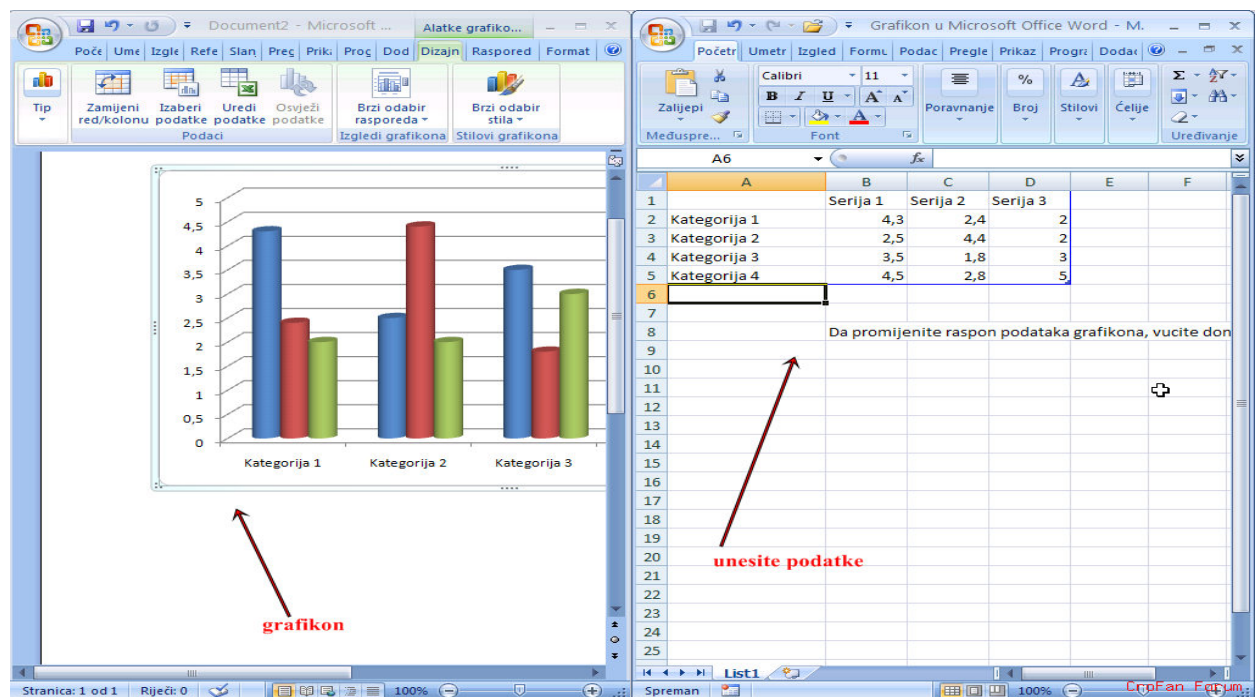 Document2 - Microsoft ...
Alatke grafiko...
Poče Ume Izgle Refe Slan Preg Prik Prog Dod Dizajn Raspored Format
Tip
Zamijeni red/kolonu
Izaberi podatke
Uredi podatke
Osvježi podatke
Podaci
Brzi odabir rasporeda
Izgledi grafikona
Brzi odabir stila
Stilovi grafikona
5
4,5
4
3,5
3
2,5
2
1,5
1
0,5
0
Kategorija 1 Kategorija 2 Kategorija 3
grafikon
Stranica: 1 od 1 Riječi: 0 100%
Grafikon u Microsoft Office Word - M.
Početr Umetr Izgled Formu Podac Pregle Prikaz Progra Dodac
Zalijepi
Međuspre...
Calibri 11
B I U A A
A
Font
Poravnanje
%
Broj
Stilovi
Ćelije
Σ
Uređivanje
A6 fx
A B C D E F
1 Serija 1 Serija 2 Serija 3
2 Kategorija 1 4,3 2,4 2
3 Kategorija 2 2,5 4,4 2
4 Kategorija 3 3,5 1,8 3
5 Kategorija 4 4,5 2,8 5
6
7
8 Da promijenite raspon podataka grafikona, vucite don
9
10
11
12
13
14
15
16
17
18
19
20
unesite podatke
21
22
23
24
25
List1
Spreman 100%
CroFan Forum